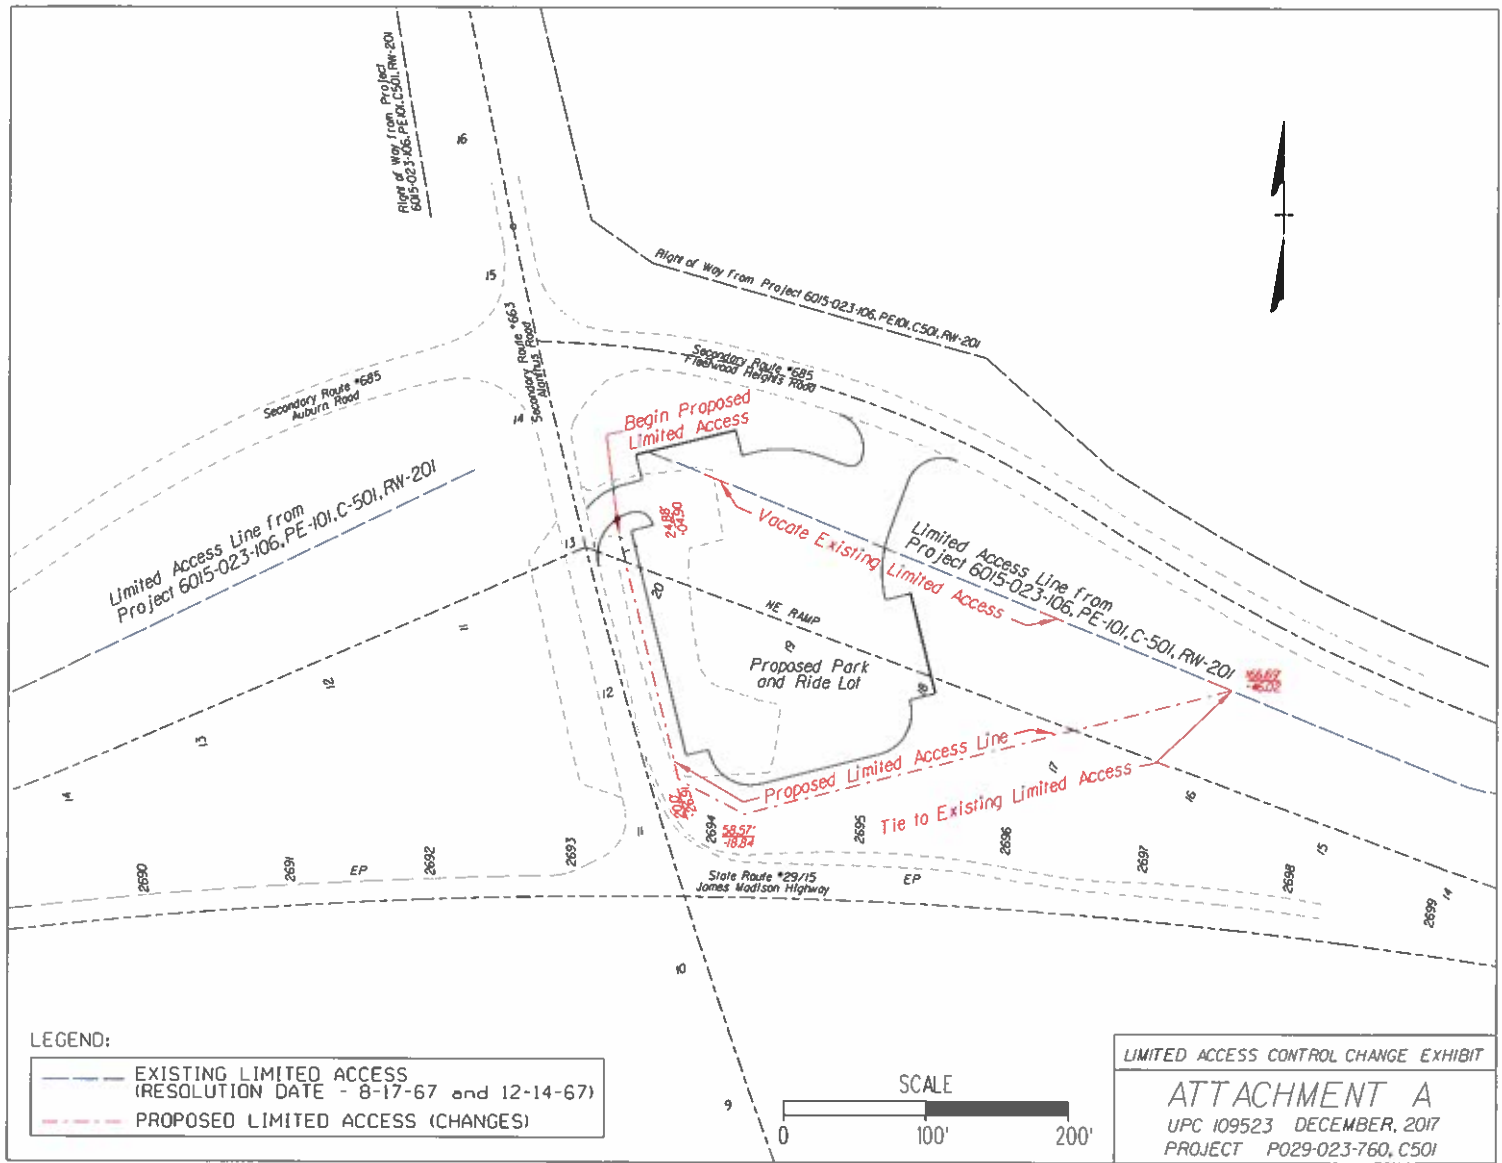 Right of Way from Project
6015-023-106, PE101, C501, RW-201
16
15
Right of Way from Project 6015-023-106, PE101, C501, RW-201
Secondary Route #663
Alanthus Road
Secondary Route #685
Fleetwood Heights Road
Secondary Route #685
Auburn Road
14
Begin Proposed
Limited Access
Limited Access Line from
Project 6015-023-106, PE-101, C-501, RW-201
24.88'
-04.90
Vacate Existing Limited Access
Limited Access Line from
Project 6015-023-106, PE-101, C-501, RW-201
13
20
NE RAMP
19
Proposed Park
and Ride Lot
18
11
12
13
14
12
Proposed Limited Access Line
17
Tie to Existing Limited Access
16
15
14
58.57'
-18.84
11
2690
2691
2692
2693
2694
2695
2696
2697
2698
2699
EP
EP
State Route #29/15
James Madison Highway
10
9
LEGEND:
EXISTING LIMITED ACCESS
(RESOLUTION DATE - 8-17-67 and 12-14-67)
PROPOSED LIMITED ACCESS (CHANGES)
SCALE
0
100'
200'
LIMITED ACCESS CONTROL CHANGE EXHIBIT
ATTACHMENT A
UPC 109523 DECEMBER, 2017
PROJECT P029-023-760, C501